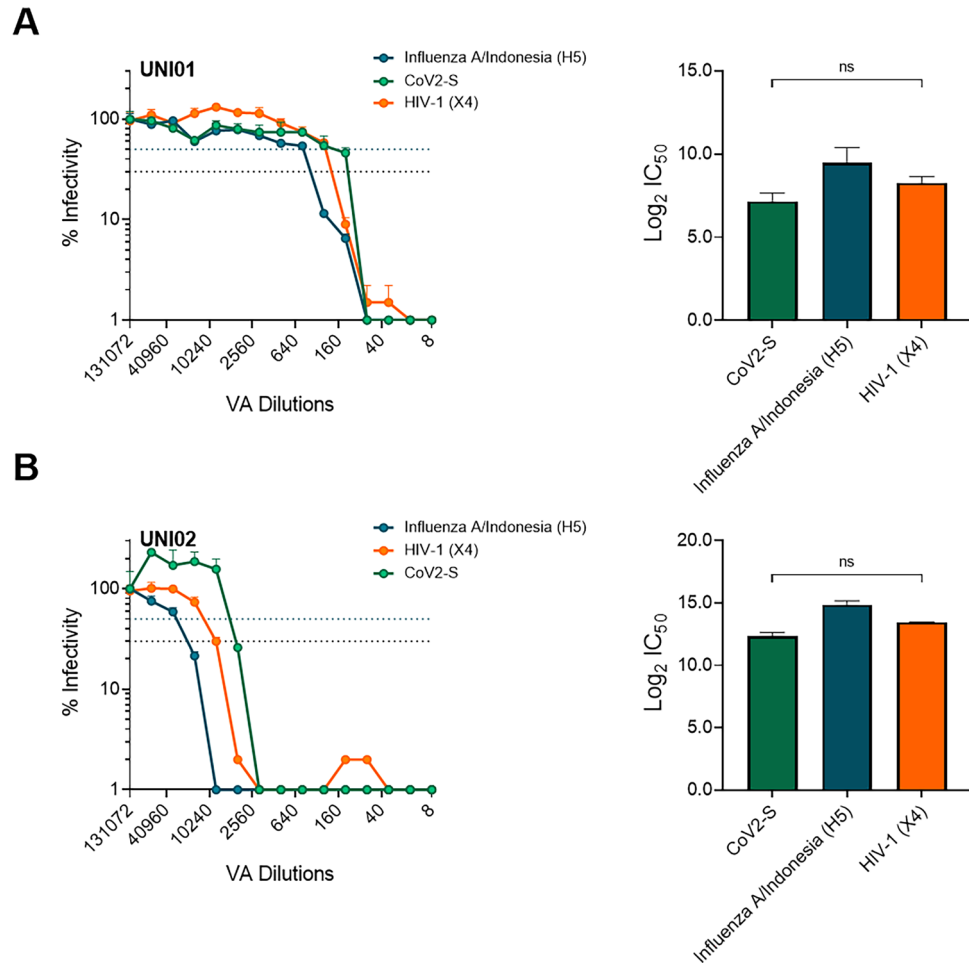 A
UNI01
Influenza A/Indonesia (H5)
CoV2-S
HIV-1 (X4)
% Infectivity
100
10
1
131072
40960
10240
2560
640
160
40
8
VA Dilutions
ns
Log2 IC50
15.0
10.0
5.0
0.0
CoV2-S
Influenza A/Indonesia (H5)
HIV-1 (X4)
B
UNI02
Influenza A/Indonesia (H5)
HIV-1 (X4)
CoV2-S
% Infectivity
100
10
1
131072
40960
10240
2560
640
160
40
8
VA Dilutions
ns
Log2 IC50
20.0
15.0
10.0
5.0
0.0
CoV2-S
Influenza A/Indonesia (H5)
HIV-1 (X4)